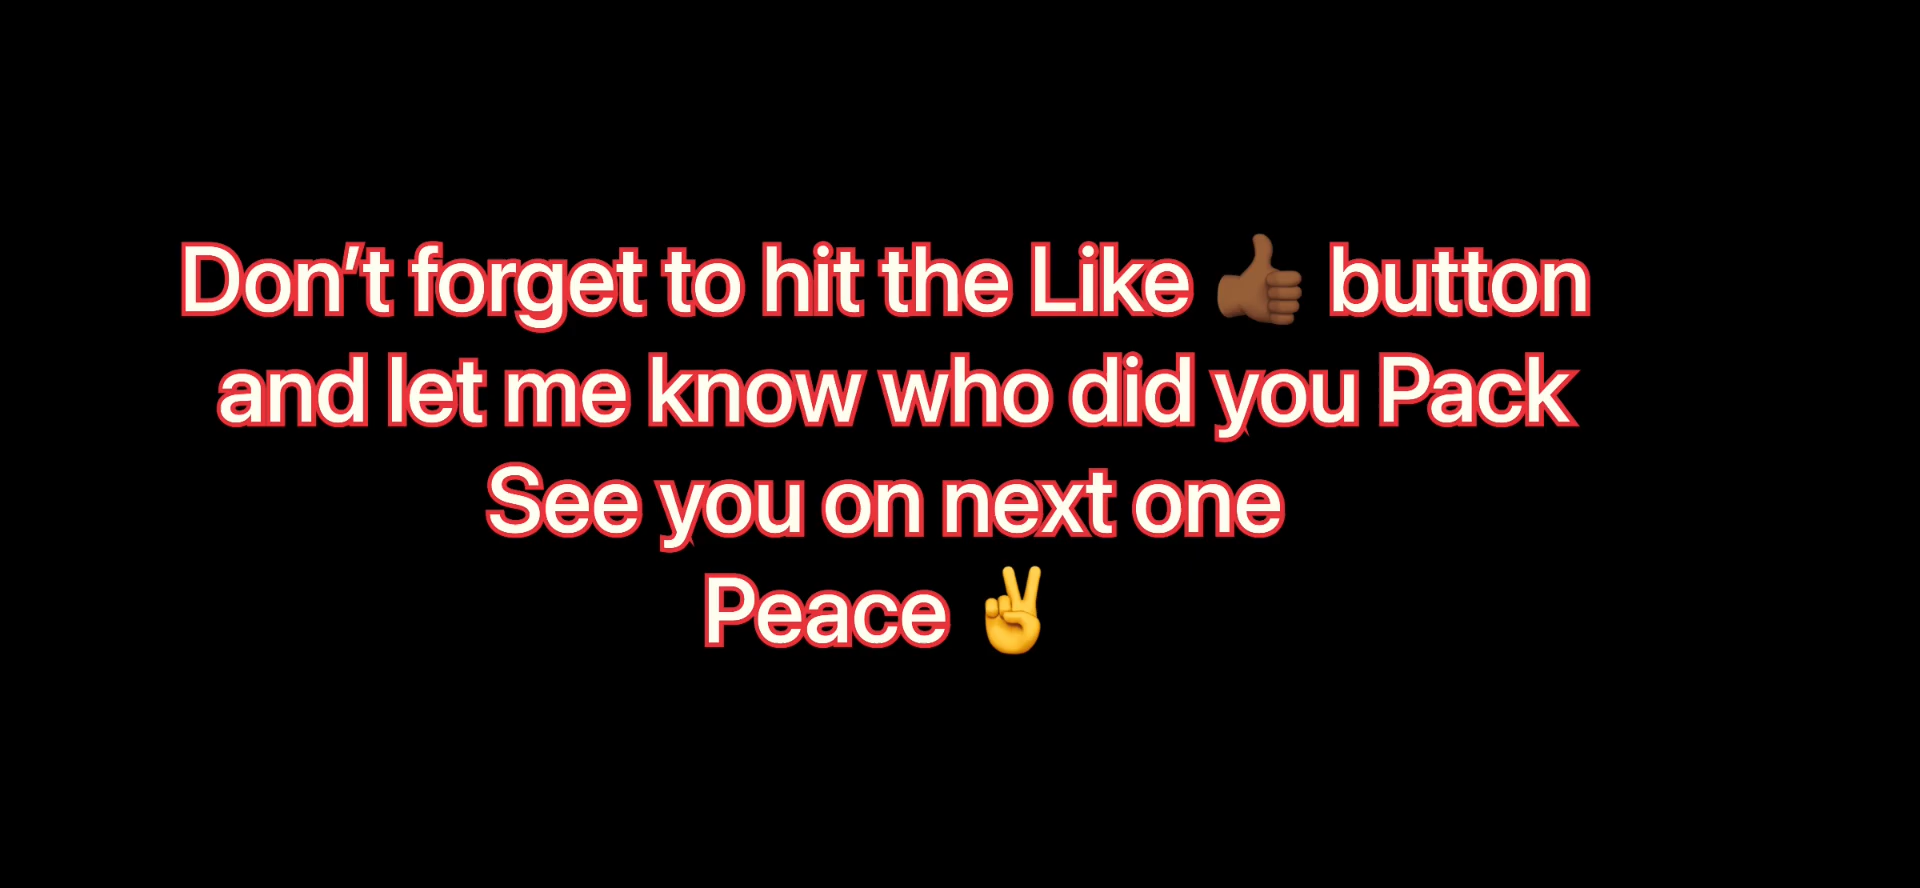 Don’t forget to hit the Like 👍🏾 button
and let me know who did you Pack
See you on next one
Peace ✌️